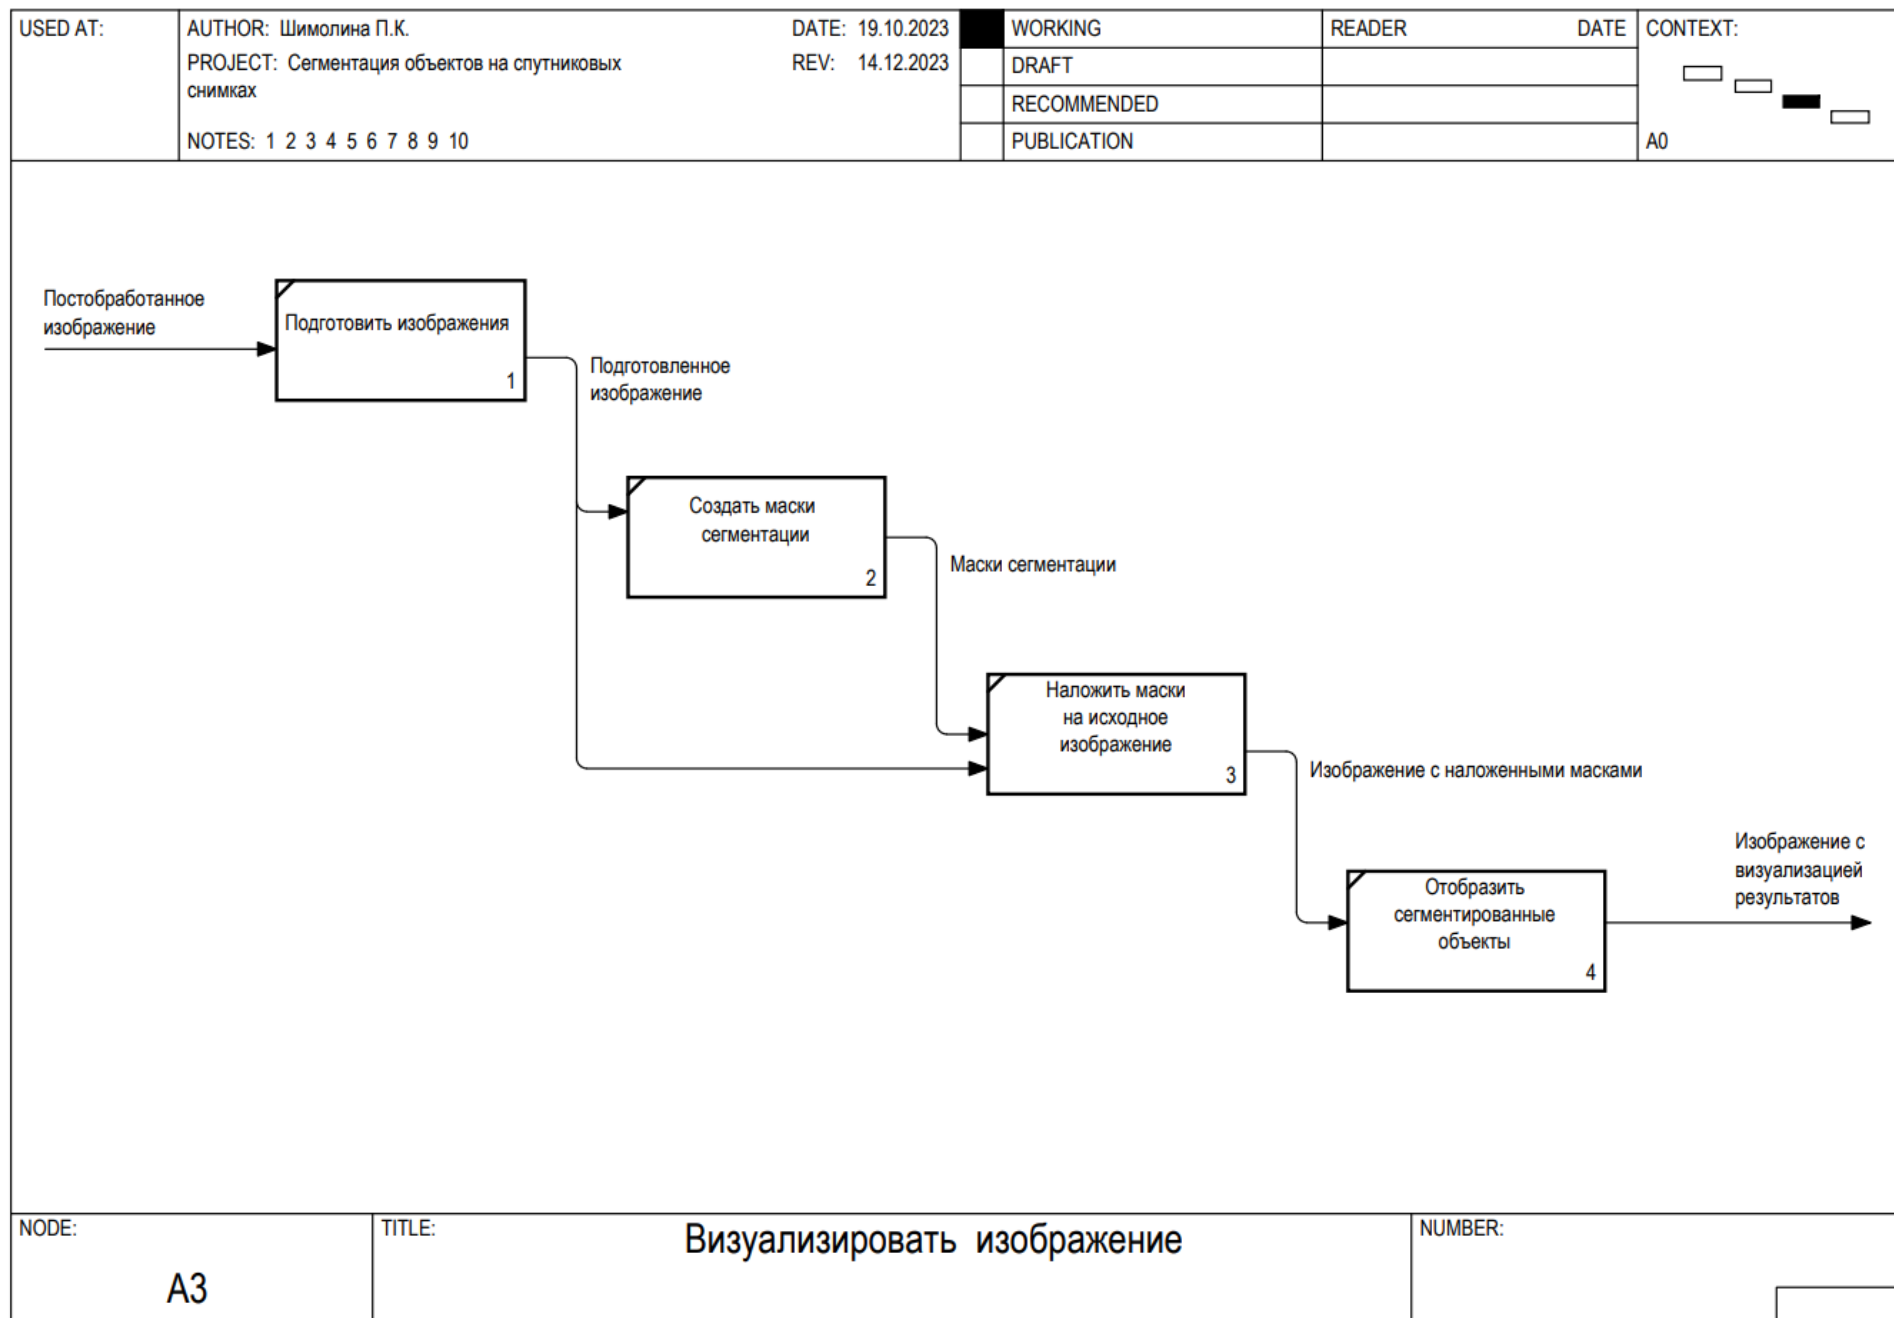 USED AT:
AUTHOR: Шимолина П.К.
DATE: 19.10.2023
PROJECT: Сегментация объектов на спутниковых
снимках
REV: 14.12.2023
NOTES: 1 2 3 4 5 6 7 8 9 10
WORKING
DRAFT
RECOMMENDED
PUBLICATION
READER
DATE
CONTEXT:
A0
Постобработанное
изображение
Подготовить изображения
1
Подготовленное
изображение
Создать маски
сегментации
2
Маски сегментации
Наложить маски
на исходное
изображение
3
Изображение с наложенными масками
Отобразить
сегментированные
объекты
4
Изображение с
визуализацией
результатов
NODE:
A3
TITLE:
Визуализировать изображение
NUMBER: